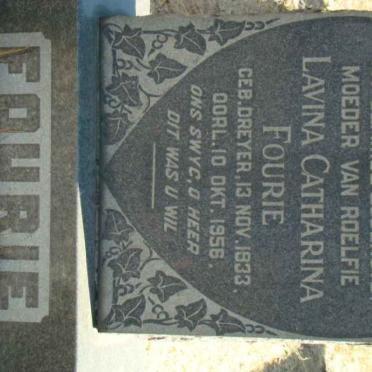 MOEDER VAN ROELFIE
LAVINA CATHARINA
FOURIE
GEB. DREYER 13 NOV. 1933
OORL. 10 OKT. 1956.
ONS SWYG, O HEER
DIT WAS U WIL
FOURIE